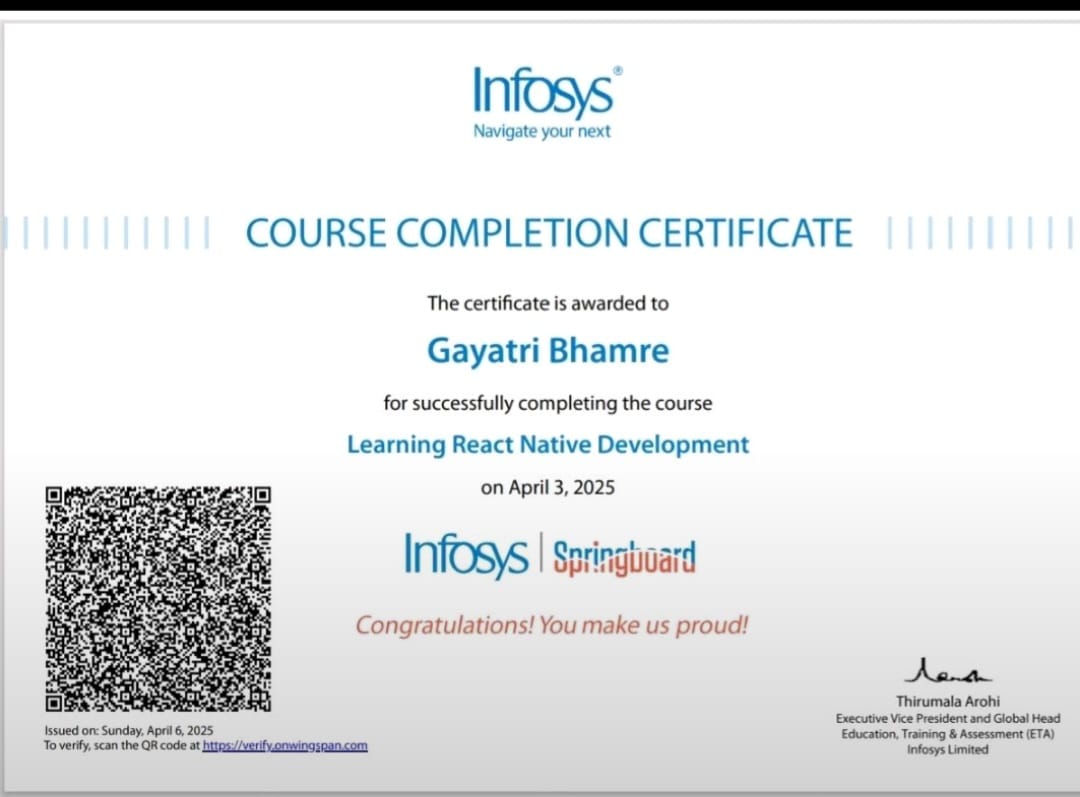 Infosys®
Navigate your next
COURSE COMPLETION CERTIFICATE
The certificate is awarded to
Gayatri Bhamre
for successfully completing the course
Learning React Native Development
on April 3, 2025
Infosys | Springboard
Congratulations! You make us proud!
Issued on: Sunday, April 6, 2025
To verify, scan the QR code at https://verify.onwingspan.com
Thirumala Arohi
Executive Vice President and Global Head
Education, Training & Assessment (ETA)
Infosys Limited